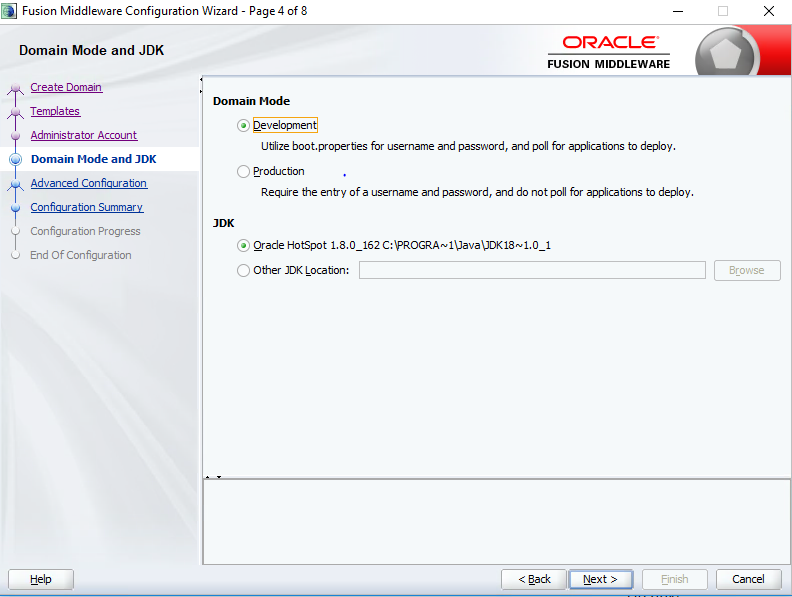 Fusion Middleware Configuration Wizard - Page 4 of 8
Domain Mode and JDK
ORACLE®
FUSION MIDDLEWARE
Create Domain
Templates
Administrator Account
Domain Mode and JDK
Advanced Configuration
Configuration Summary
Configuration Progress
End Of Configuration
Domain Mode
Development
Utilize boot.properties for username and password, and poll for applications to deploy.
Production
Require the entry of a username and password, and do not poll for applications to deploy.
JDK
Oracle HotSpot 1.8.0_162 C:\PROGRA~1\Java\JDK18~1.0_1
Other JDK Location:
Browse
Help
< Back
Next >
Finish
Cancel